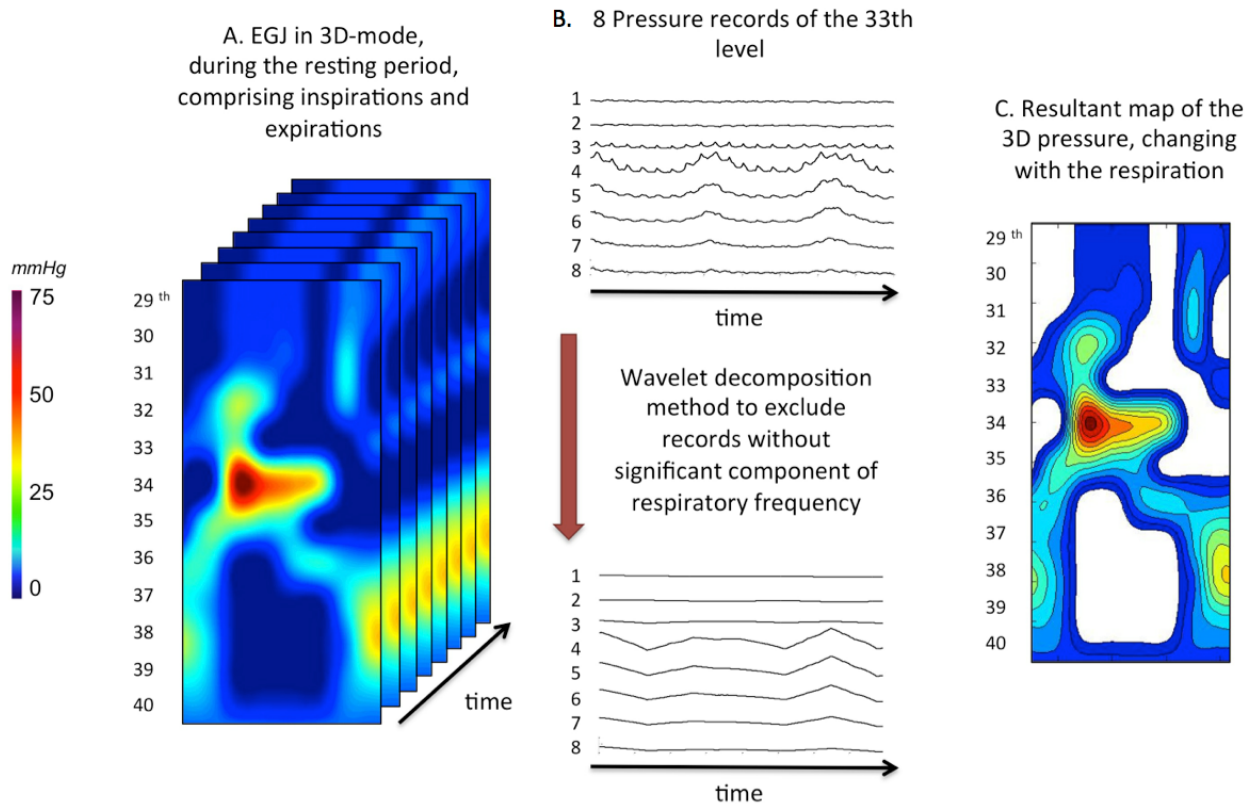 A. EGJ in 3D-mode,
during the resting period,
comprising inspirations and
expirations
mmHg
75
50
25
0
29 th
30
31
32
33
34
35
36
37
38
39
40
time
B. 8 Pressure records of the 33th
level
1
2
3
4
5
6
7
8
time
Wavelet decomposition
method to exclude
records without
significant component of
respiratory frequency
1
2
3
4
5
6
7
8
time
C. Resultant map of the
3D pressure, changing
with the respiration
29 th
30
31
32
33
34
35
36
37
38
39
40